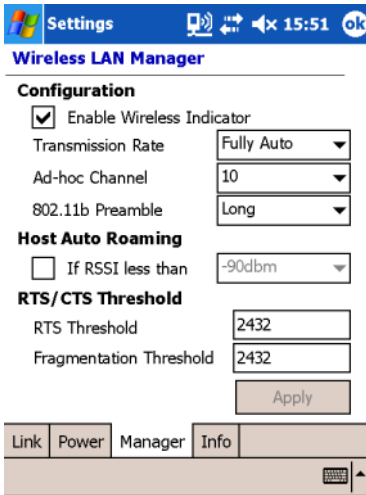 Settings 15:51 ok
Wireless LAN Manager
Configuration
Enable Wireless Indicator
Transmission Rate Fully Auto
Ad-hoc Channel 10
802.11b Preamble Long
Host Auto Roaming
If RSSI less than -90dbm
RTS/CTS Threshold
RTS Threshold 2432
Fragmentation Threshold 2432
Apply
Link Power Manager Info